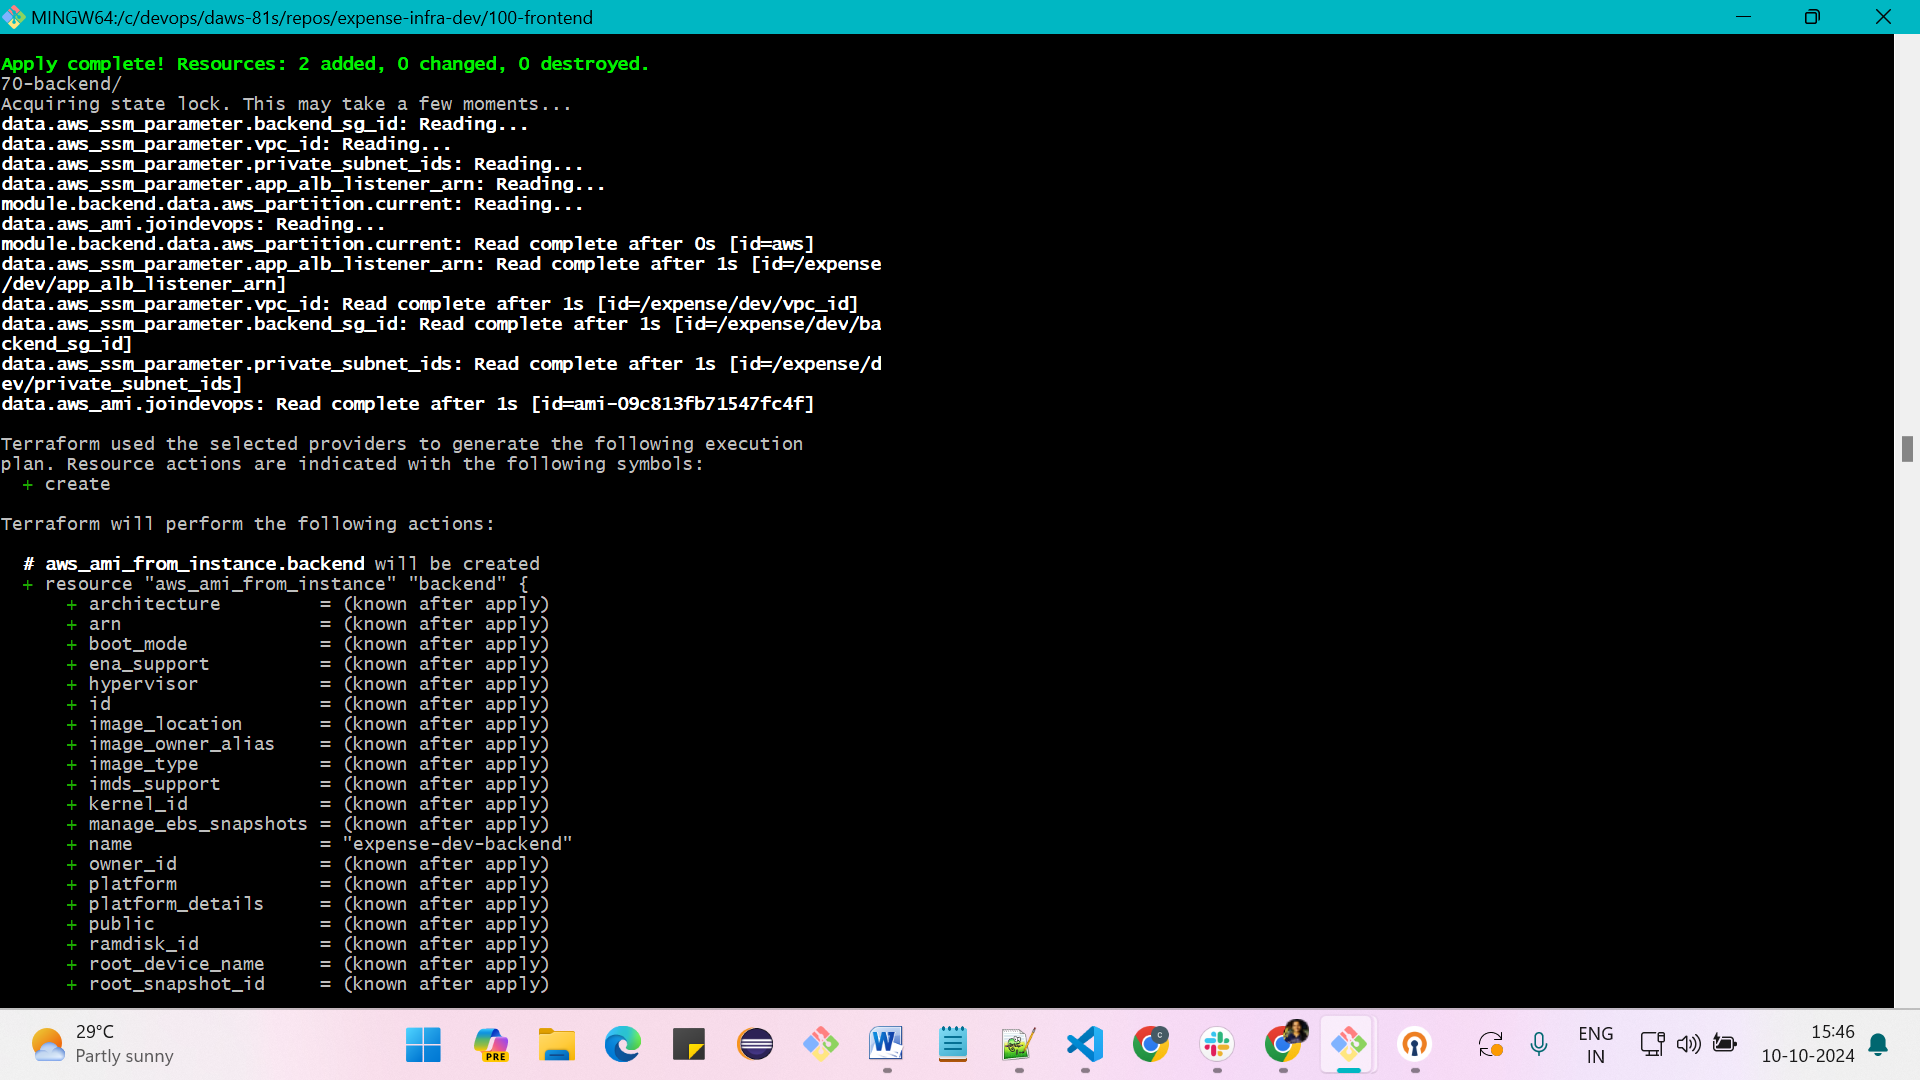 MINGW64:/c/devops/daws-81s/repos/expense-infra-dev/100-frontend
Apply complete! Resources: 2 added, 0 changed, 0 destroyed.
70-backend/
Acquiring state lock. This may take a few moments...
data.aws_ssm_parameter.backend_sg_id: Reading...
data.aws_ssm_parameter.vpc_id: Reading...
data.aws_ssm_parameter.private_subnet_ids: Reading...
data.aws_ssm_parameter.app_alb_listener_arn: Reading...
module.backend.data.aws_partition.current: Reading...
data.aws_ami.joindevops: Reading...
module.backend.data.aws_partition.current: Read complete after 0s [id=aws]
data.aws_ssm_parameter.app_alb_listener_arn: Read complete after 1s [id=/expense
/dev/app_alb_listener_arn]
data.aws_ssm_parameter.vpc_id: Read complete after 1s [id=/expense/dev/vpc_id]
data.aws_ssm_parameter.backend_sg_id: Read complete after 1s [id=/expense/dev/ba
ckend_sg_id]
data.aws_ssm_parameter.private_subnet_ids: Read complete after 1s [id=/expense/d
ev/private_subnet_ids]
data.aws_ami.joindevops: Read complete after 1s [id=ami-09c813fb71547fc4f]
Terraform used the selected providers to generate the following execution
plan. Resource actions are indicated with the following symbols:
+ create
Terraform will perform the following actions:
# aws_ami_from_instance.backend will be created
+ resource "aws_ami_from_instance" "backend" {
+ architecture = (known after apply)
+ arn = (known after apply)
+ boot_mode = (known after apply)
+ ena_support = (known after apply)
+ hypervisor = (known after apply)
+ id = (known after apply)
+ image_location = (known after apply)
+ image_owner_alias = (known after apply)
+ image_type = (known after apply)
+ imds_support = (known after apply)
+ kernel_id = (known after apply)
+ manage_ebs_snapshots = (known after apply)
+ name = "expense-dev-backend"
+ owner_id = (known after apply)
+ platform = (known after apply)
+ platform_details = (known after apply)
+ public = (known after apply)
+ ramdisk_id = (known after apply)
+ root_device_name = (known after apply)
+ root_snapshot_id = (known after apply)
29°C
Partly sunny
PRE
W
C
ENG
IN
15:46
10-10-2024